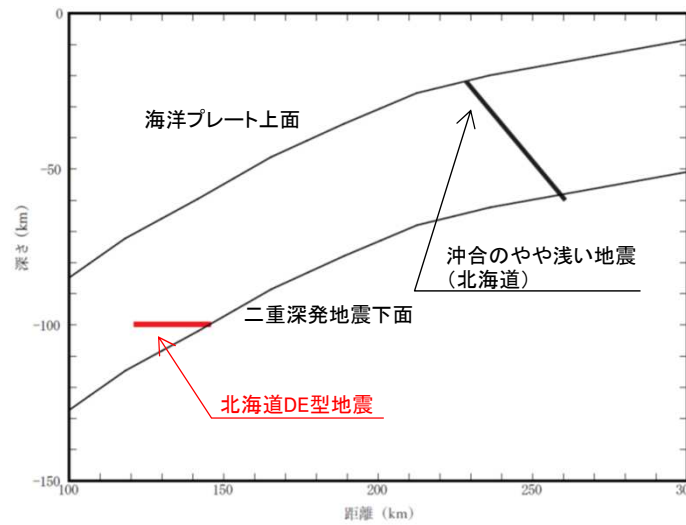 0
海洋プレート上面
-50
深さ (km)
沖合のやや浅い地震
(北海道)
二重深発地震下面
-100
北海道DE型地震
-150
100
150
200
250
30
距離 (km)